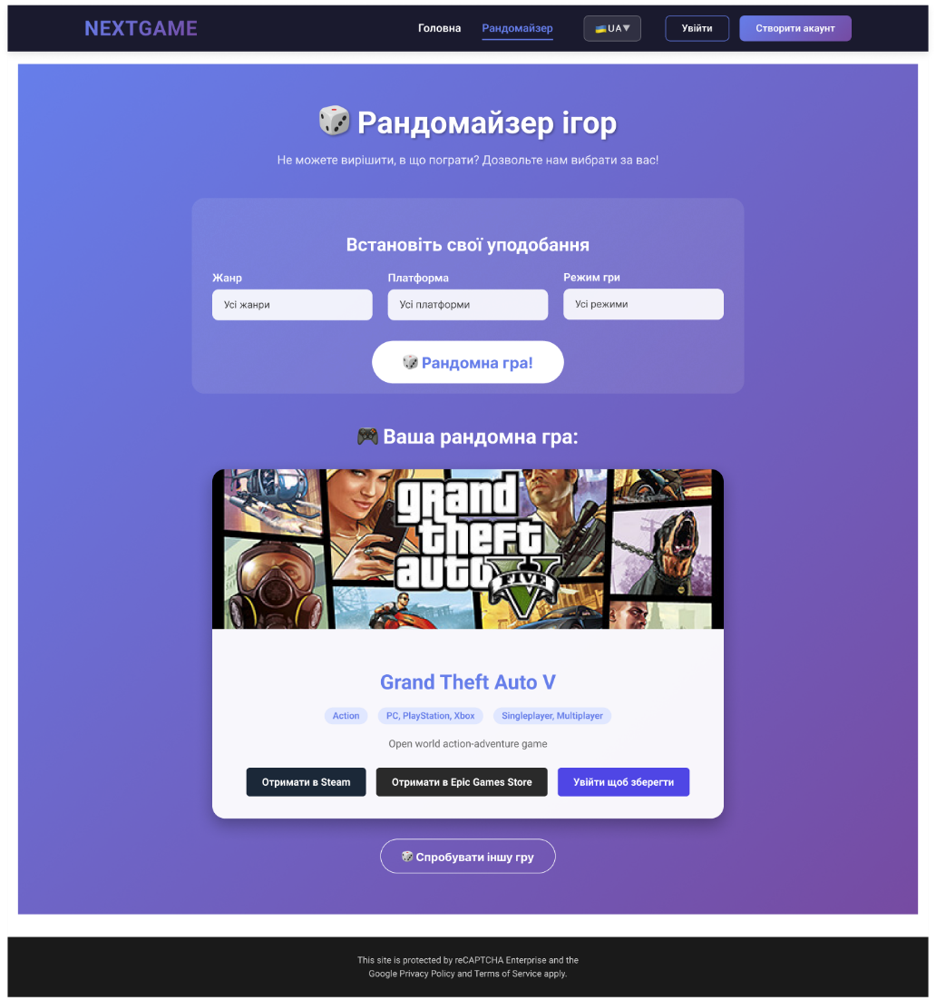 NEXTGAME
Головна
Рандомайзер
UA▼
Увійти
Створити акаунт
Рандомайзер ігор
Не можете вирішити, в що пограти? Дозвольте нам вибрати за вас!
Встановіть свої уподобання
Жанр
Платформа
Режим гри
Усі жанри
Усі платформи
Усі режими
Рандомна гра!
Ваша рандомна гра:
grand
theft
auto
V
FIVE
Grand Theft Auto V
Action
PC, PlayStation, Xbox
Singleplayer, Multiplayer
Open world action-adventure game
Отримати в Steam
Отримати в Epic Games Store
Увійти щоб зберегти
Спробувати іншу гру
This site is protected by reCAPTCHA Enterprise and the
Google Privacy Policy and Terms of Service apply.